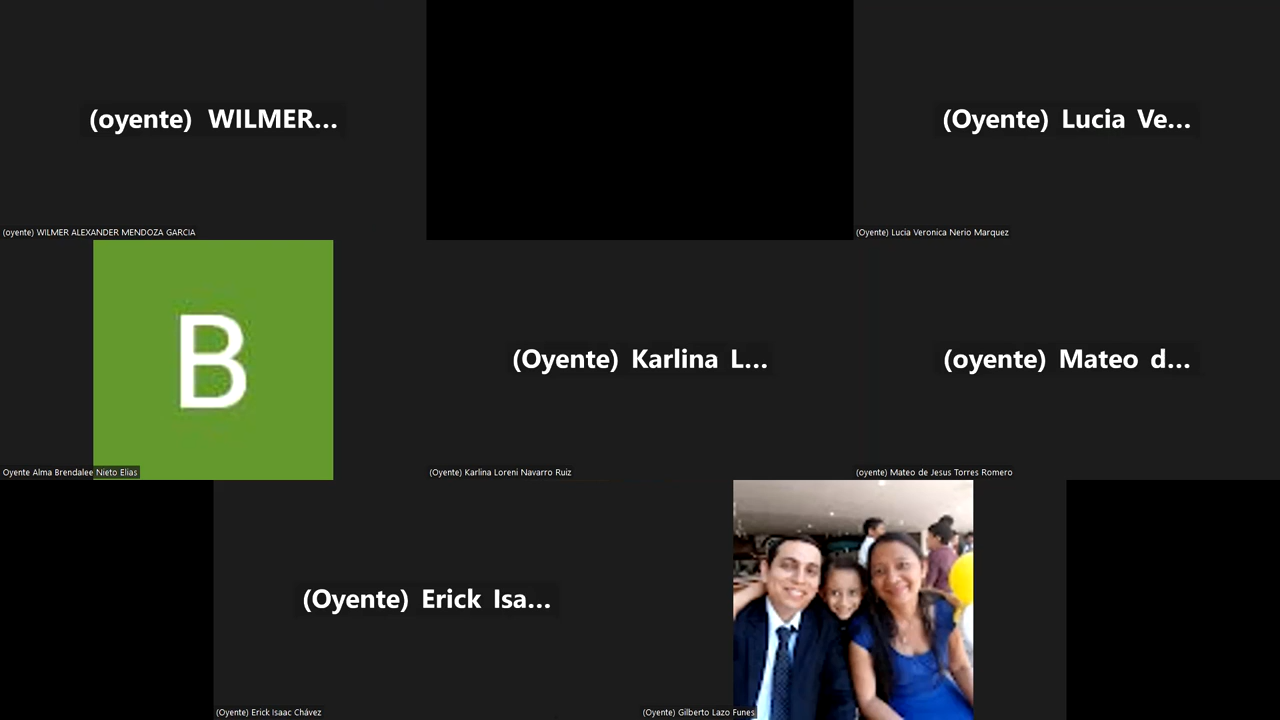 (oyente) WILMER...
(Oyente) Lucia Ve...
(oyente) WILMER ALEXANDER MENDOZA GARCIA
(Oyente) Lucia Veronica Nerio Marquez
B
(Oyente) Karlina L...
(oyente) Mateo d...
Oyente Alma Brendalee Nieto Elias
(Oyente) Karlina Loreni Navarro Ruiz
(oyente) Mateo de Jesus Torres Romero
(Oyente) Erick Isa...
(Oyente) Erick Isaac Chávez
(Oyente) Gilberto Lazo Funes